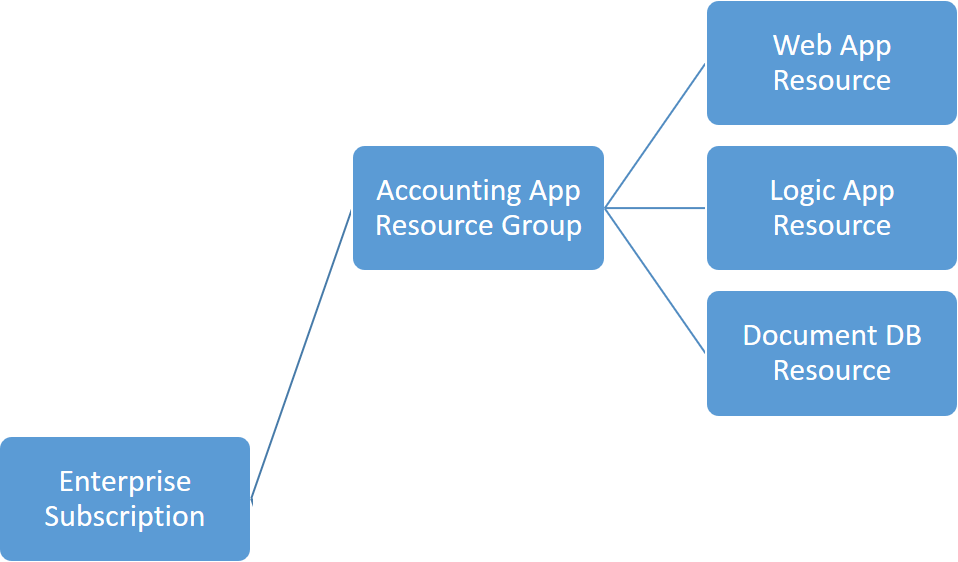 Enterprise
Subscription
Accounting App
Resource Group
Web App
Resource
Logic App
Resource
Document DB
Resource